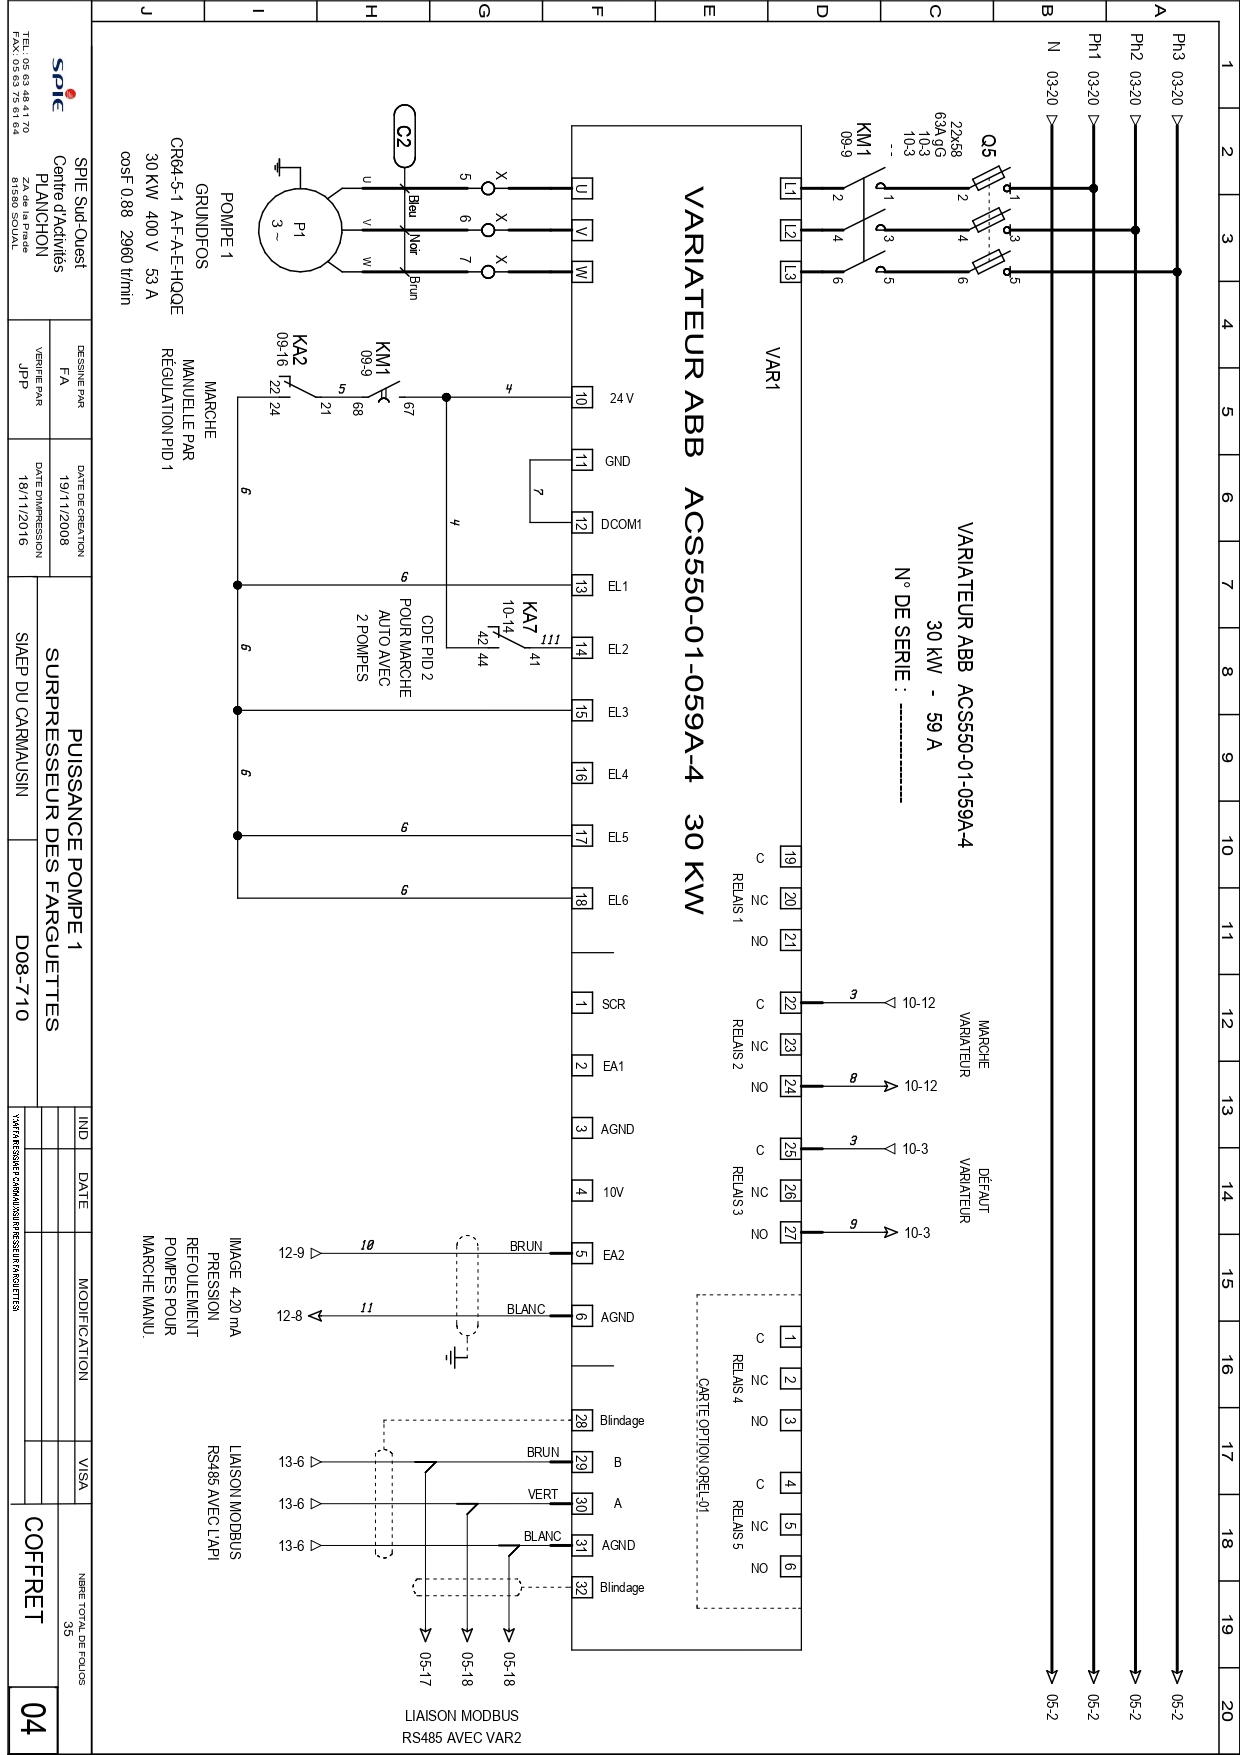 1 2 3 4 5 6 7 8 9 10 11 12 13 14 15 16 17 18 19 20
A
B
C
D
E
F
G
H
I
J
Ph3 03-20
05-2
Ph2 03-20
05-2
Ph1 03-20
05-2
N 03-20
05-2
Q5
22x58
63A gG
10-3
10-3
- -
1 3 5
2 4 6
KM1
09-9
1 3 5
2 4 6
VARIATEUR ABB ACS550-01-059A-4
30 kW - 59 A
N° DE SERIE : ------------
MARCHE
VARIATEUR
10-12
3
10-12
8
DÉFAUT
VARIATEUR
10-3
3
10-3
9
L1 L2 L3
VAR1
19 20 21
C NC NO
RELAIS 1
22 23 24
C NC NO
RELAIS 2
25 26 27
C NC NO
RELAIS 3
1 2 3
C NC NO
RELAIS 4
4 5 6
C NC NO
RELAIS 5
CARTE OPTION OREL-01
VARIATEUR ABB ACS550-01-059A-4 30 KW
24 V GND DCOM1 EL1 EL2 EL3 EL4 EL5 EL6
SCR EA1 AGND 10V EA2 AGND
Blindage B A AGND Blindage
U V W
10 11 12 13 14 15 16 17 18
1 2 3 4 5 6
28 29 30 31 32
X X X
5 6 7
C2
Bleu Noir Brun
U V W
P1
3 ~
POMPE 1
GRUNDFOS
CR64-5-1 A-F-A-E-HQQE
30 KW 400 V 53 A
cosF 0.88 2960 tr/min
4
7
4
KM1
09-9
67
68
5
KA2
09-16
21
22 24
MARCHE
MANUELLE PAR
RÉGULATION PID 1
6
6
6
6
6
6
KA7
10-14
111
41
42 44
CDE PID 2
POUR MARCHE
AUTO AVEC
2 POMPES
BRUN
BLANC
10
11
12-9
12-8
IMAGE 4-20 mA
PRESSION
REFOULEMENT
POMPES POUR
MARCHE MANU.
BRUN
VERT
BLANC
13-6
13-6
13-6
LIAISON MODBUS
RS485 AVEC L'API
05-17
05-18
05-18
LIAISON MODBUS
RS485 AVEC VAR2
SPIE
TEL: 05 63 48 41 70
FAX: 05 63 75 61 64
SPIE Sud-Ouest
Centre d'Activités
PLANCHON
ZA de la Prade
81580 SOUAL
DESSINE PAR
FA
VERIFIE PAR
JPP
DATE DE CREATION
19/11/2008
DATE D'IMPRESSION
18/11/2016
PUISSANCE POMPE 1
SURPRESSEUR DES FARGUETTES
SIAEP DU CARMAUSIN
D08-710
IND DATE MODIFICATION VISA
NBRE TOTAL DE FOLIOS
35
COFFRET
04